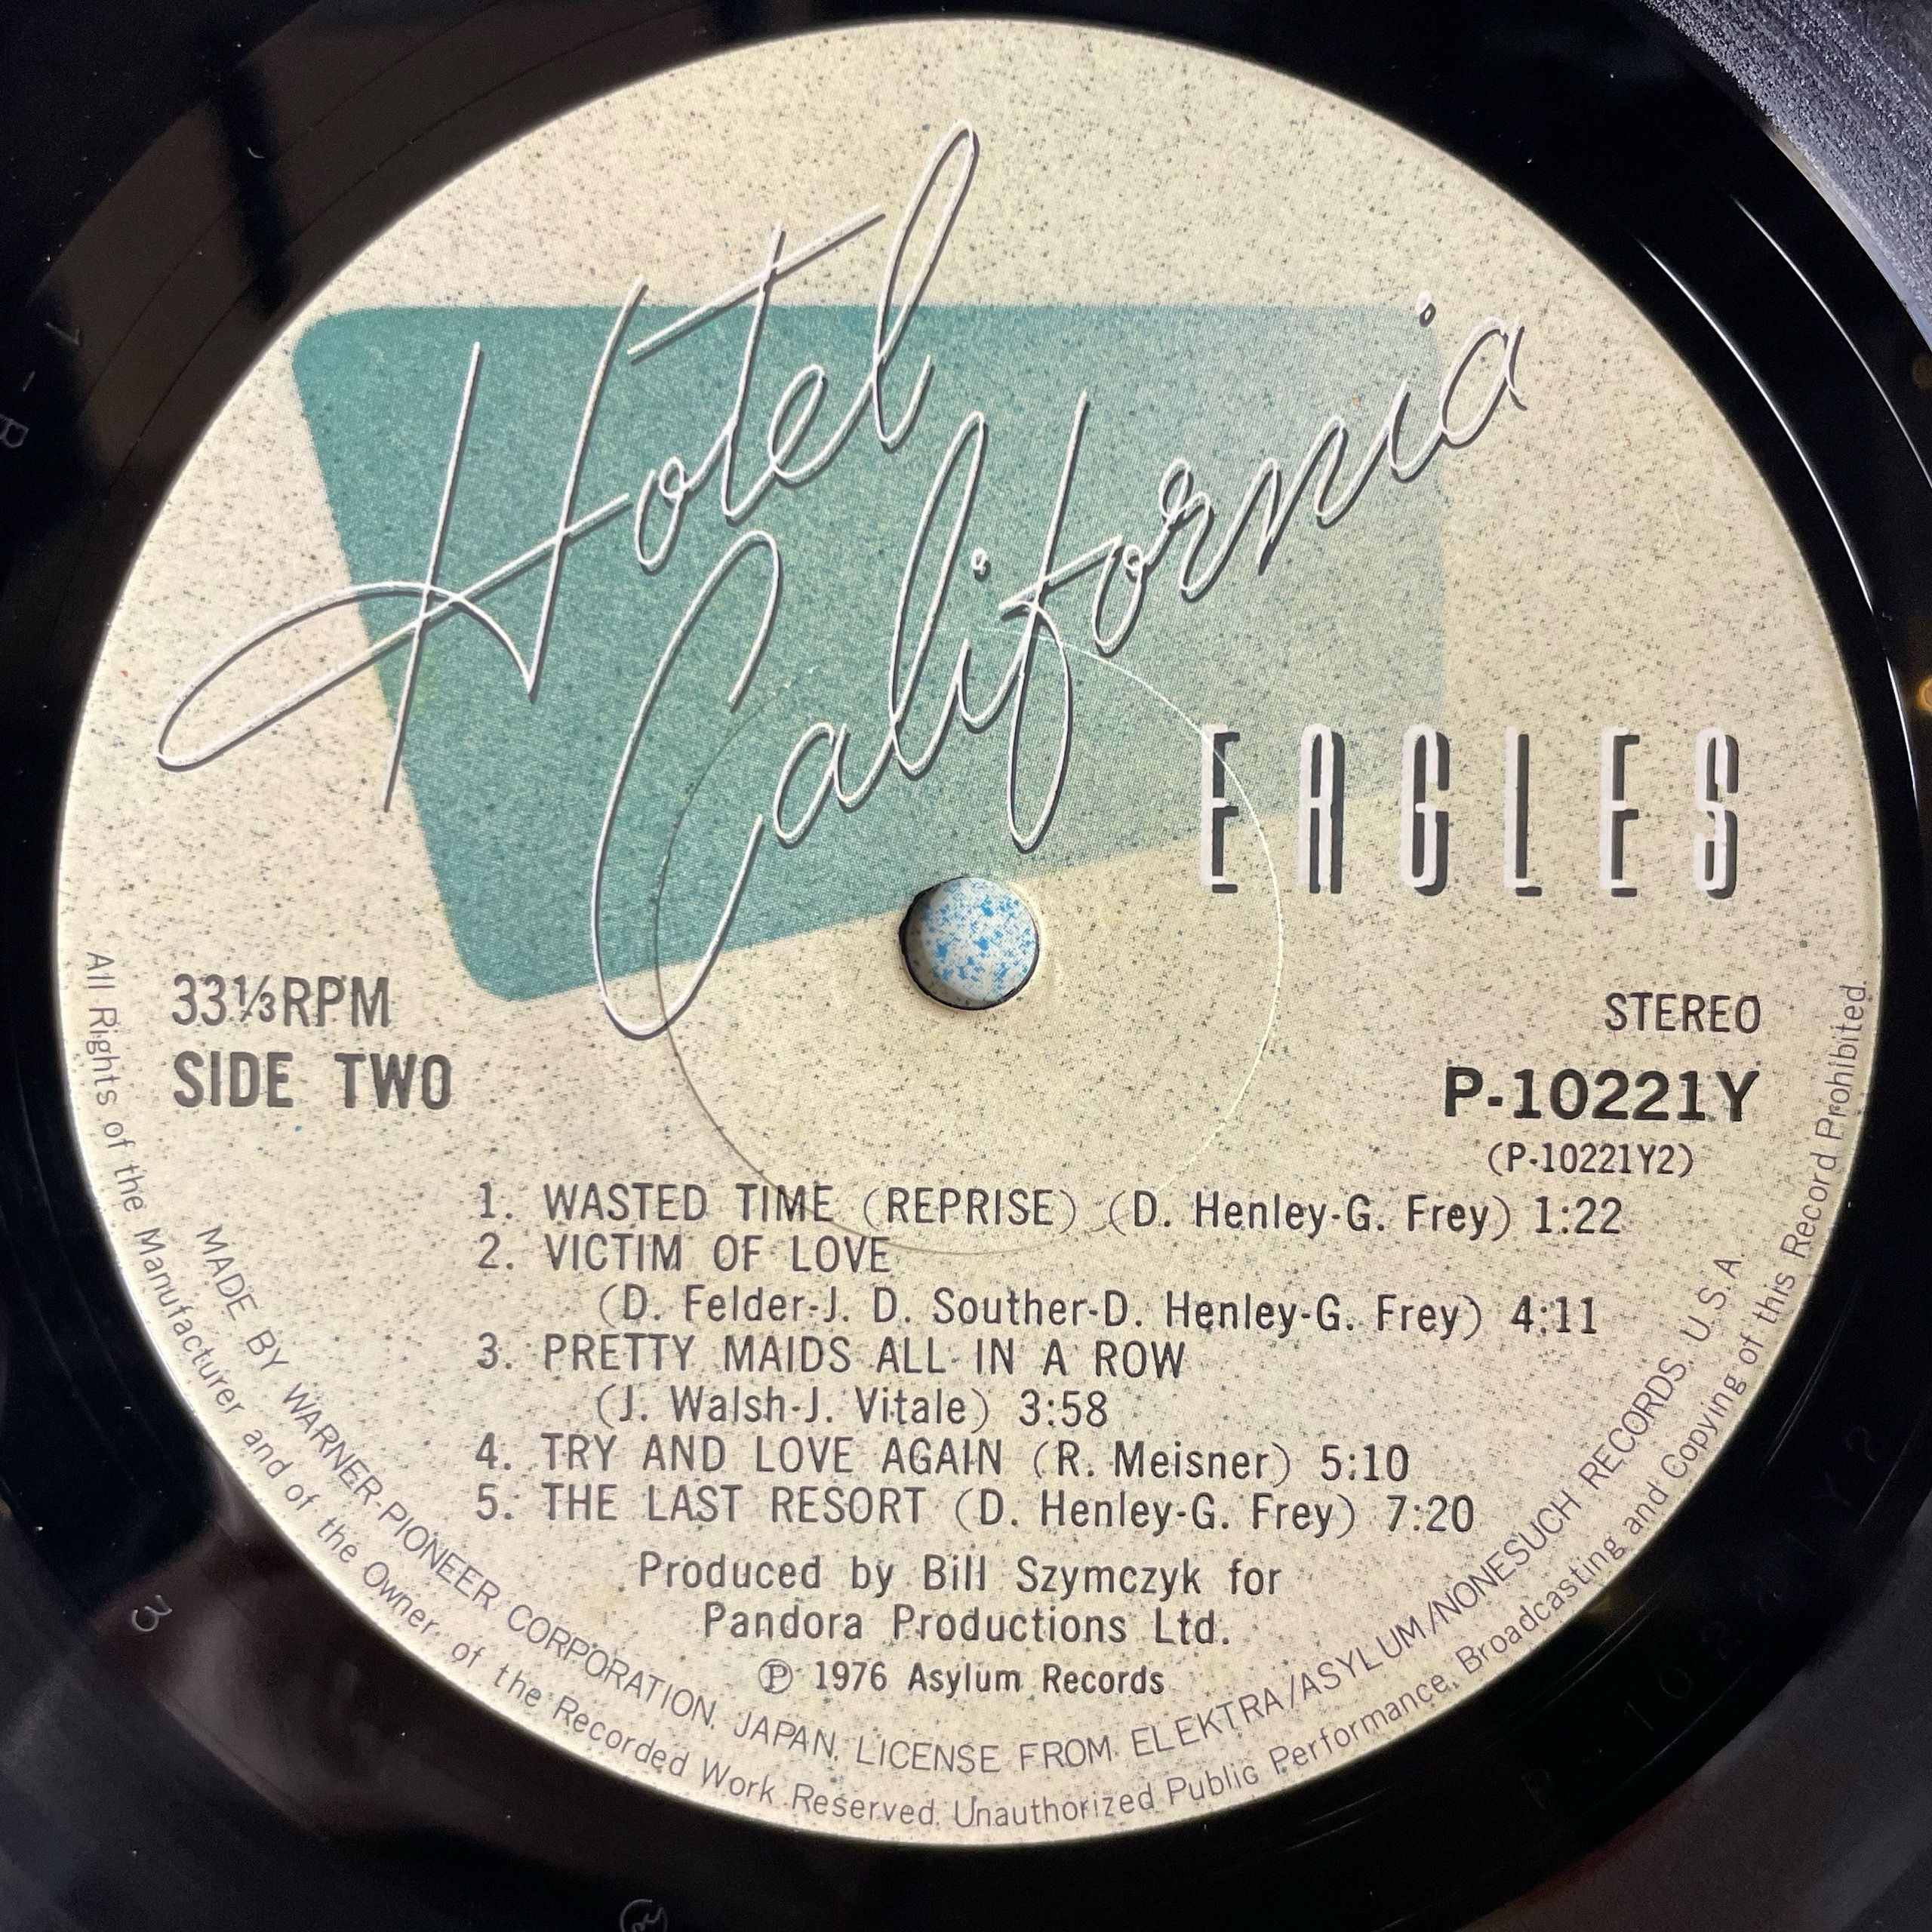 Hotel
California
EAGLES
33⅓RPM
SIDE TWO
STEREO
P-10221Y
(P-10221Y2)
1. WASTED TIME (REPRISE) (D. Henley-G. Frey) 1:22
2. VICTIM OF LOVE
(D. Felder-J. D. Souther-D. Henley-G. Frey) 4:11
3. PRETTY MAIDS ALL IN A ROW
(J. Walsh-J. Vitale) 3:58
4. TRY AND LOVE AGAIN (R. Meisner) 5:10
5. THE LAST RESORT (D. Henley-G. Frey) 7:20
Produced by Bill Szymczyk for
Pandora Productions Ltd.
℗ 1976 Asylum Records
MADE BY WARNER-PIONEER CORPORATION, JAPAN, LICENSE FROM ELEKTRA/ASYLUM/NONESUCH RECORDS, U.S.A.
All Rights of the Manufacturer and of the Owner of the Recorded Work Reserved. Unauthorized Public Performance, Broadcasting and Copying of this Record Prohibited.